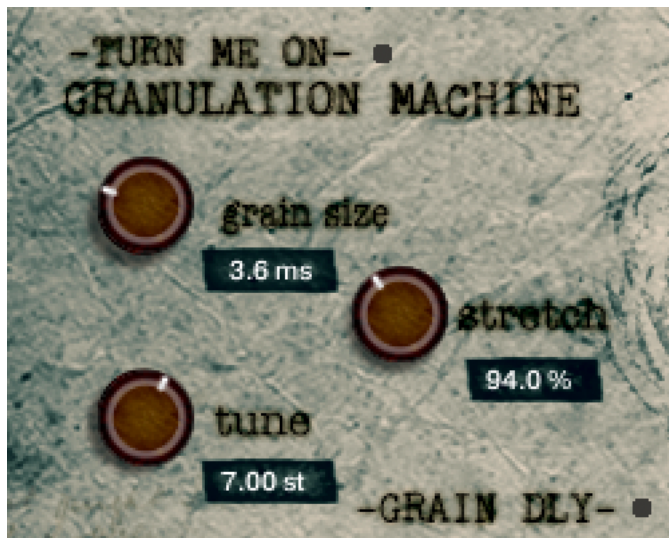 -TURN ME ON-
GRANULATION MACHINE
grain size
3.6 ms
stretch
94.0 %
tune
7.00 st
-GRAIN DLY-